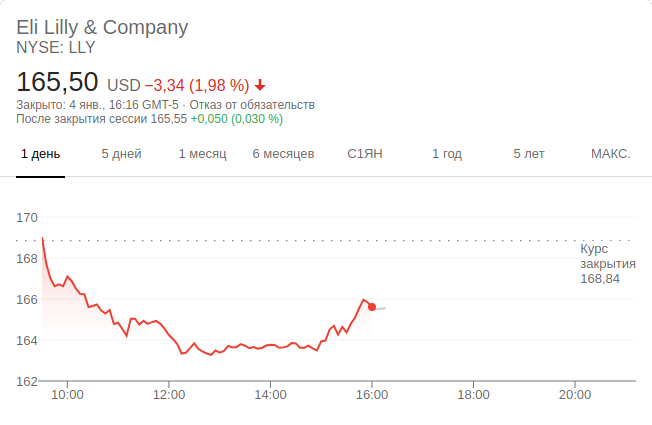 Eli Lilly & Company
NYSE: LLY
165,50 USD −3,34 (1,98 %)
Закрыто: 4 янв., 16:16 GMT-5 · Отказ от обязательств
После закрытия сессии 165,55 +0,050 (0,030 %)
1 день 5 дней 1 месяц 6 месяцев С1ЯН 1 год 5 лет МАКС.
170
168
166
164
162
Курс
закрытия
168,84
10:00 12:00 14:00 16:00 18:00 20:00